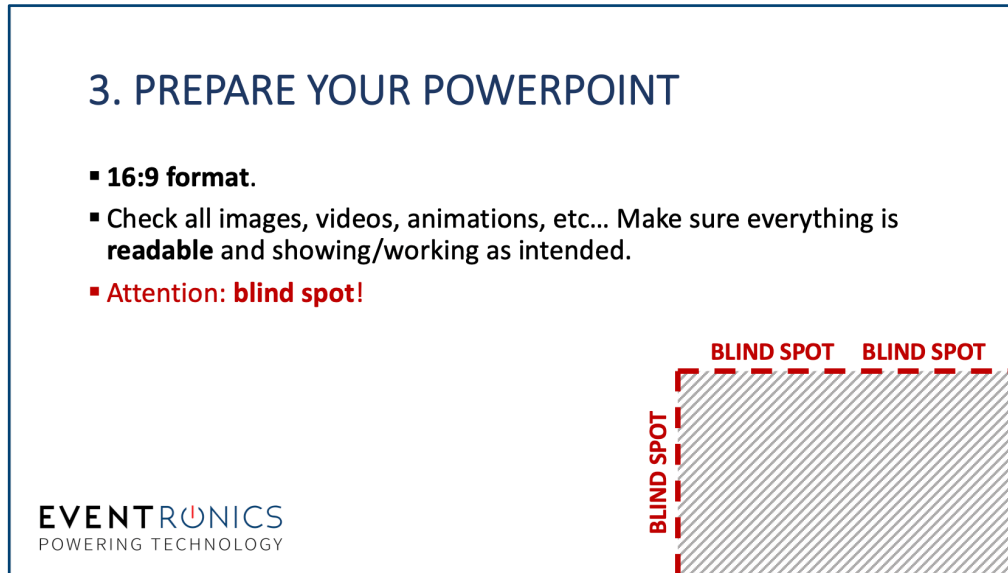 3. PREPARE YOUR POWERPOINT
▪ 16:9 format.
▪ Check all images, videos, animations, etc... Make sure everything is
readable and showing/working as intended.
▪ Attention: blind spot!
BLIND SPOT BLIND SPOT
BLIND SPOT
EVENTRONICS
POWERING TECHNOLOGY